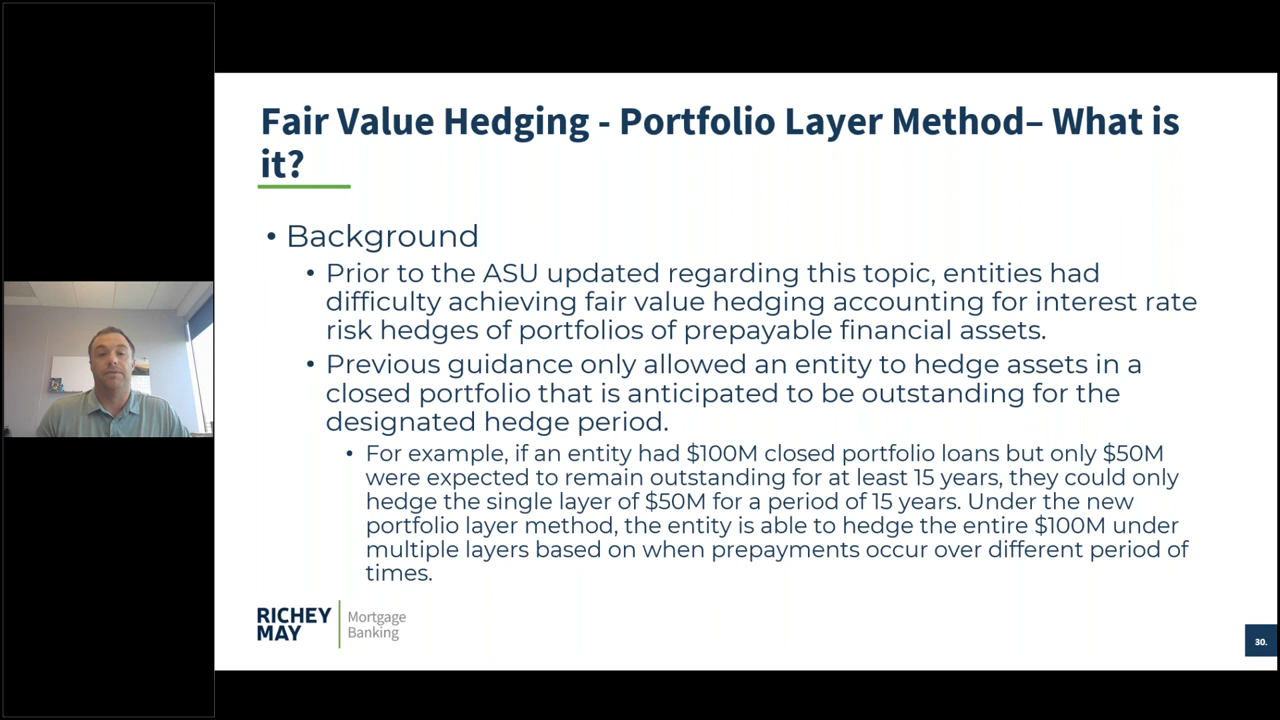 Fair Value Hedging - Portfolio Layer Method– What is
it?
• Background
• Prior to the ASU updated regarding this topic, entities had
difficulty achieving fair value hedging accounting for interest rate
risk hedges of portfolios of prepayable financial assets.
• Previous guidance only allowed an entity to hedge assets in a
closed portfolio that is anticipated to be outstanding for the
designated hedge period.
• For example, if an entity had $100M closed portfolio loans but only $50M
were expected to remain outstanding for at least 15 years, they could only
hedge the single layer of $50M for a period of 15 years. Under the new
portfolio layer method, the entity is able to hedge the entire $100M under
multiple layers based on when prepayments occur over different period of
times.
RICHEY
MAY
Mortgage
Banking
30.